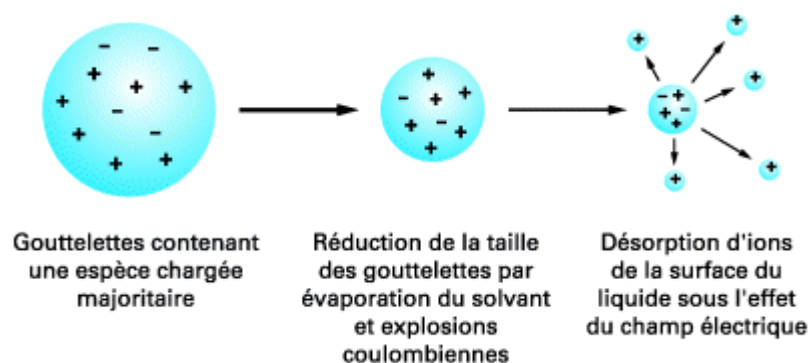 Gouttelettes contenant
une espèce chargée
majoritaire
Réduction de la taille
des gouttelettes par
évaporation du solvant
et explosions
coulombiennes
Désorption d'ions
de la surface du
liquide sous l'effet
du champ électrique